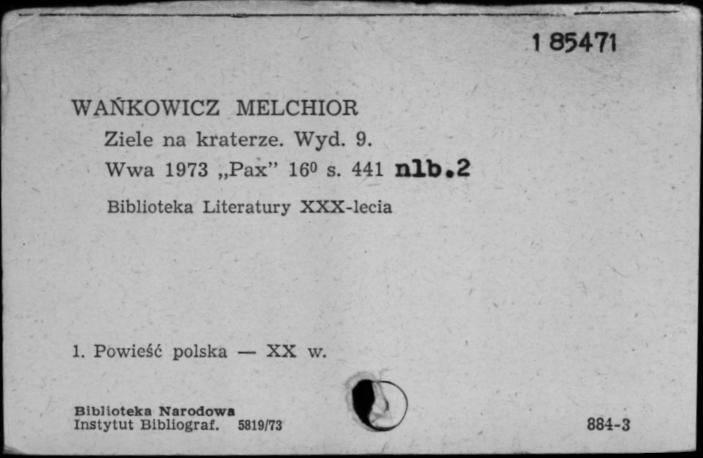 1 85471
WAŃKOWICZ MELCHIOR
Ziele na kraterze. Wyd. 9.
Wwa 1973 „Pax” 16⁰ s. 441 nlb.2
Biblioteka Literatury XXX-lecia
1. Powieść polska — XX w.
Biblioteka Narodowa
Instytut Bibliograf. 5819/73
884-3